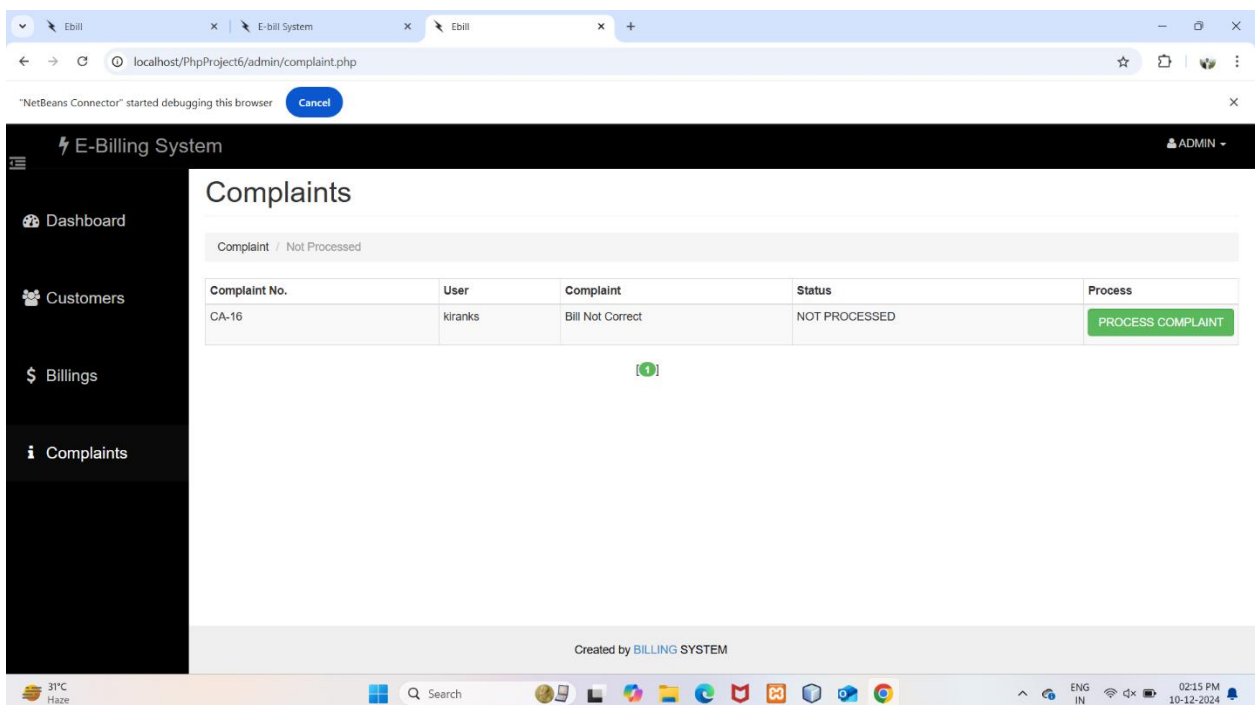 Ebill
E-bill System
Ebill
localhost/PhpProject6/admin/complaint.php
"NetBeans Connector" started debugging this browser Cancel
E-Billing System
ADMIN
Complaints
Dashboard
Complaint / Not Processed
Customers
Complaint No. User Complaint Status Process
CA-16 kiranks Bill Not Correct NOT PROCESSED PROCESS COMPLAINT
[1]
$ Billings
Complaints
Created by BILLING SYSTEM
31°C
Haze
Search
ENG
IN
02:15 PM
10-12-2024